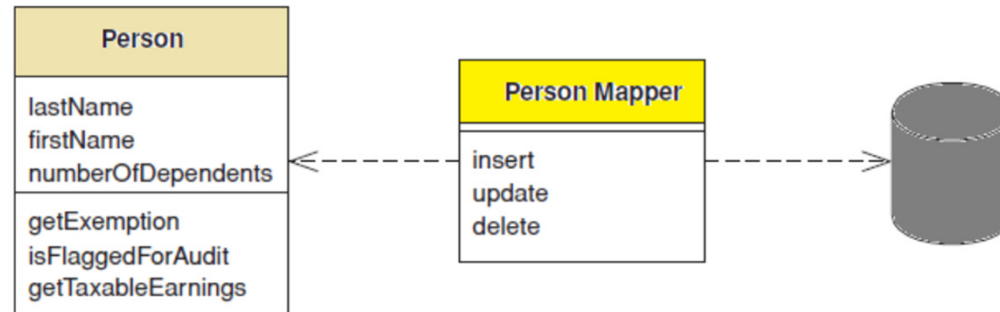 Person
lastName
firstName
numberOfDependents
getExemption
isFlaggedForAudit
getTaxableEarnings
Person Mapper
insert
update
delete